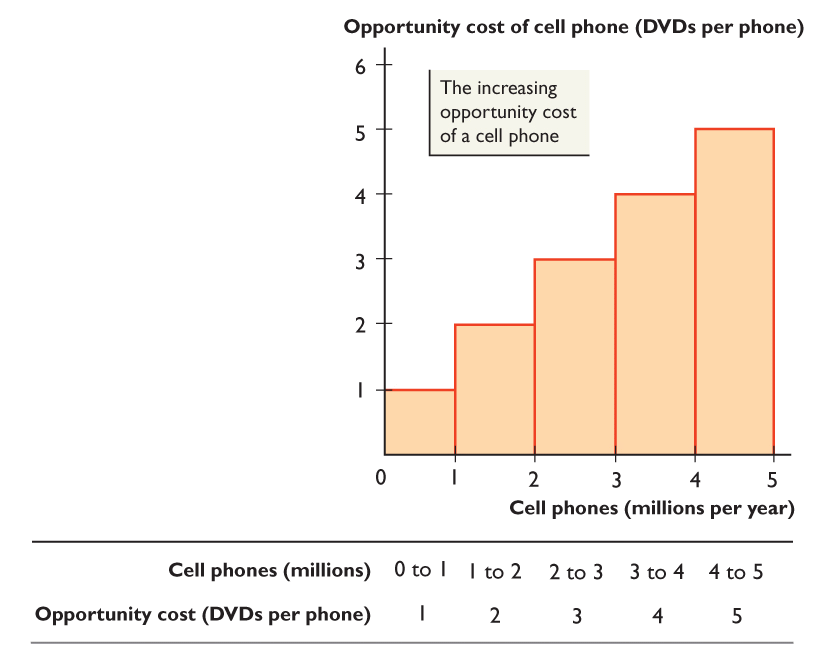 Opportunity cost of cell phone (DVDs per phone)
6
The increasing
opportunity cost
of a cell phone
5
4
3
2
1
0 1 2 3 4 5
Cell phones (millions per year)
Cell phones (millions) 0 to 1 1 to 2 2 to 3 3 to 4 4 to 5
Opportunity cost (DVDs per phone) 1 2 3 4 5